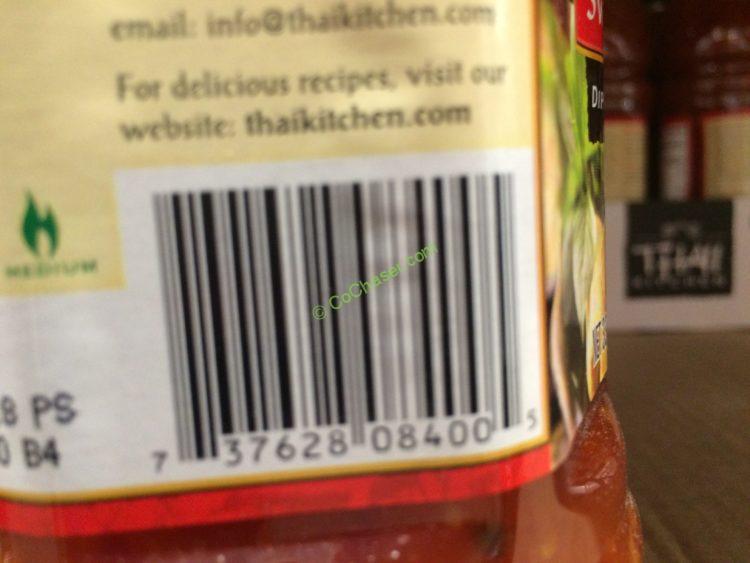 email: info@thaikitchen.com
For delicious recipes, visit our
website: thaikitchen.com
MEDIUM
8 PS
0 B4
© CoChaser.com
7 37628 08400 5
THAI
KITCHEN